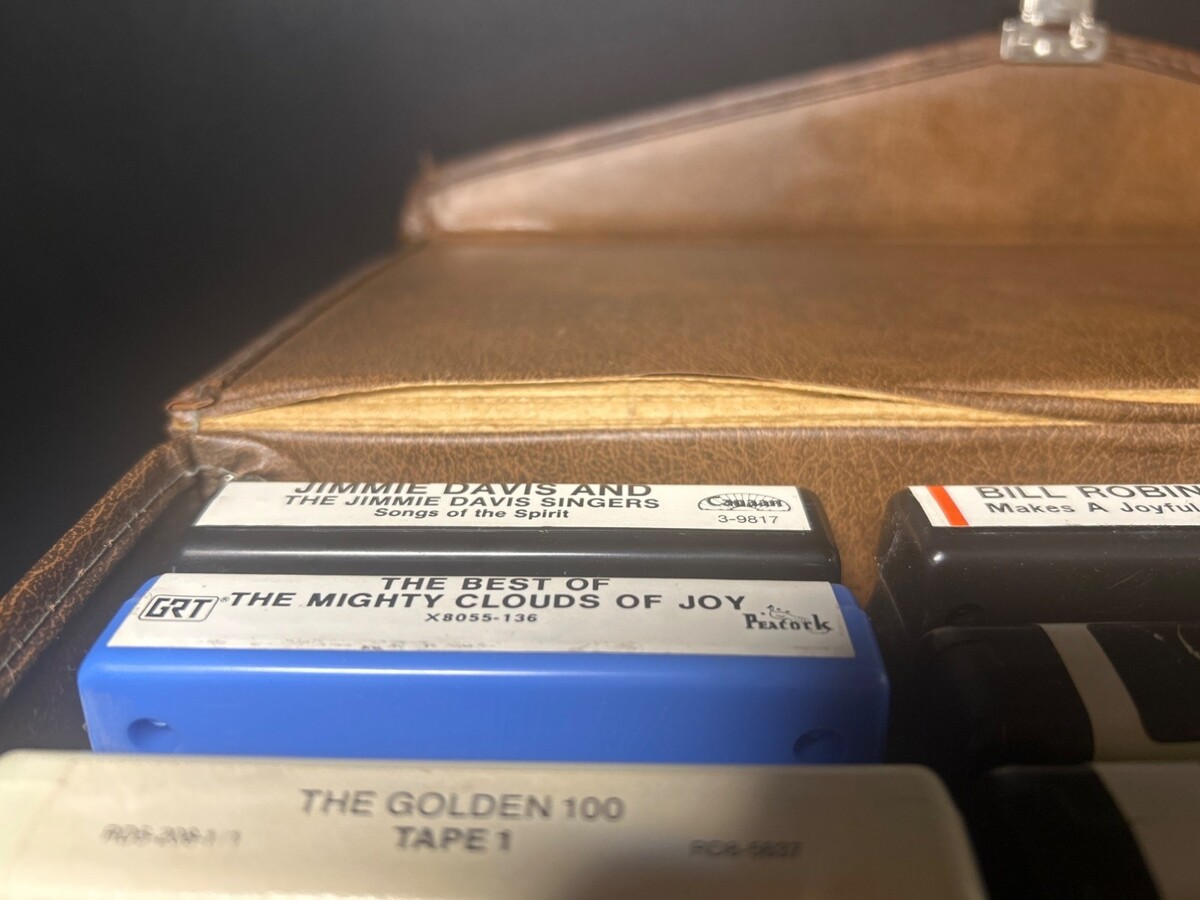 JIMMIE DAVIS AND
THE JIMMIE DAVIS SINGERS
Songs of the Spirit
Canaan
3-9817
BILL ROBIN
Makes A Joyful
THE BEST OF
GRT® THE MIGHTY CLOUDS OF JOY
X8055-136
Peacock
THE GOLDEN 100
TAPE 1